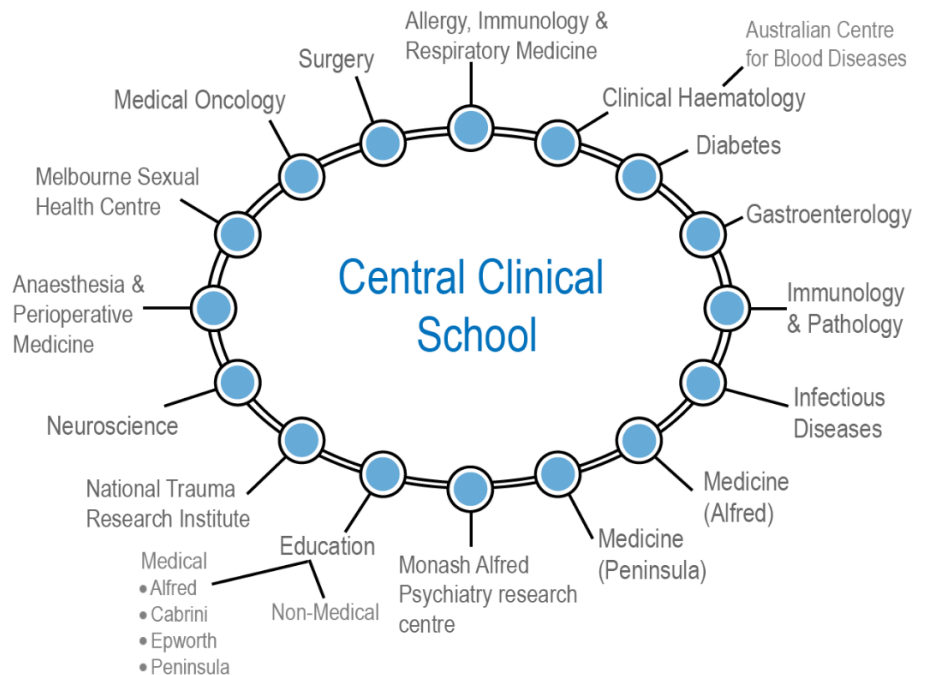 Allergy, Immunology &
Respiratory Medicine
Australian Centre
for Blood Diseases
Surgery
Clinical Haematology
Medical Oncology
Diabetes
Melbourne Sexual
Health Centre
Gastroenterology
Central Clinical
School
Anaesthesia &
Perioperative
Medicine
Immunology
& Pathology
Neuroscience
Infectious
Diseases
National Trauma
Research Institute
Medicine
(Alfred)
Education
Medicine
(Peninsula)
Monash Alfred
Psychiatry research
centre
Medical
• Alfred
• Cabrini
• Epworth
• Peninsula
Non-Medical